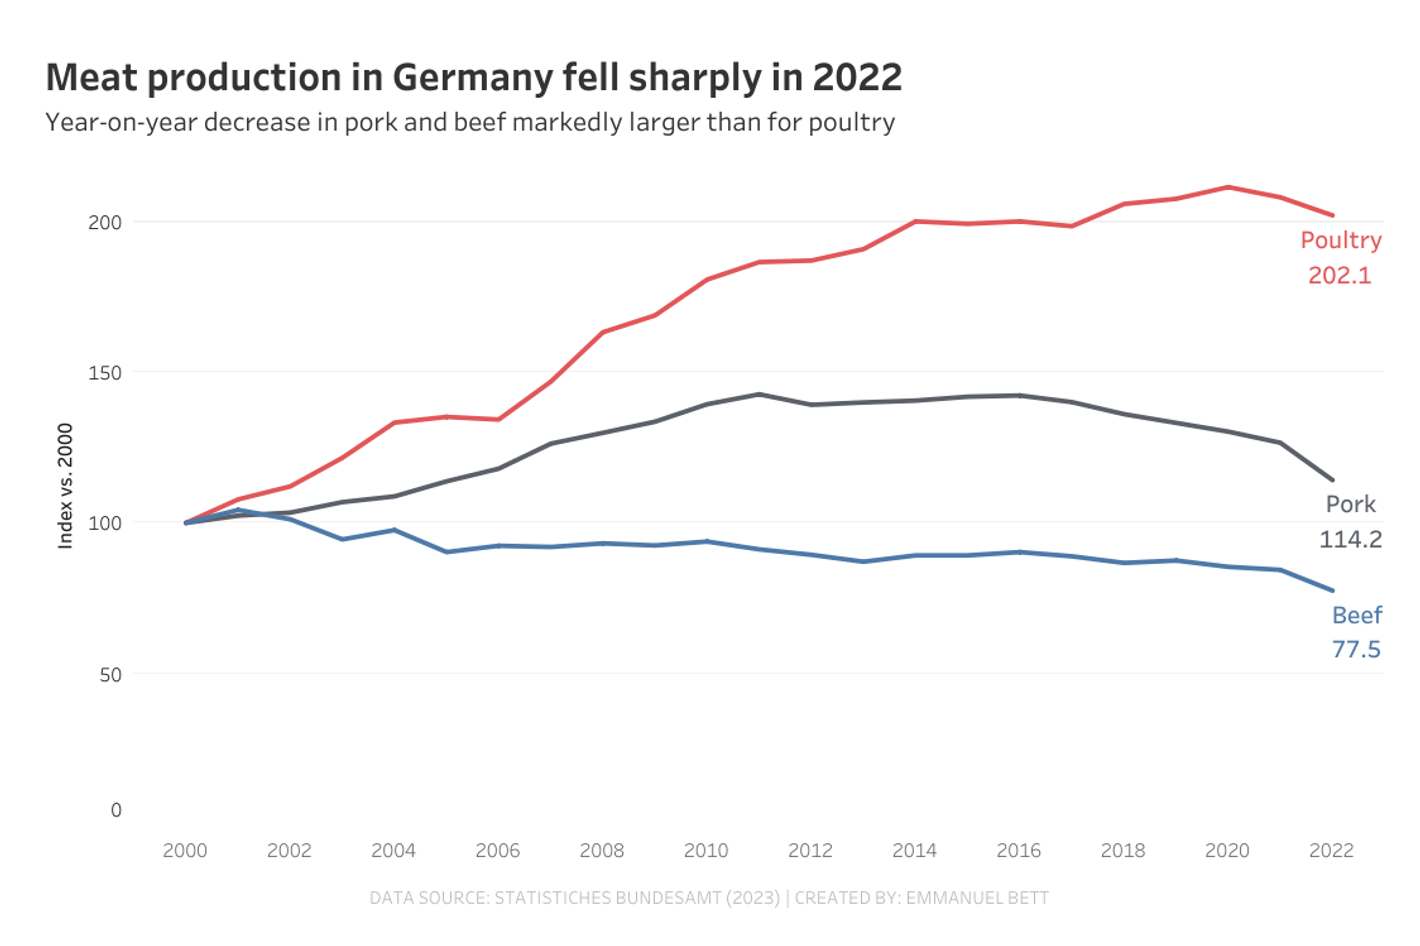 Meat production in Germany fell sharply in 2022
Year-on-year decrease in pork and beef markedly larger than for poultry
200
150
100
50
0
Index vs. 2000
Poultry
202.1
Pork
114.2
Beef
77.5
2000 2002 2004 2006 2008 2010 2012 2014 2016 2018 2020 2022
DATA SOURCE: STATISTICHES BUNDESAMT (2023) | CREATED BY: EMMANUEL BETT